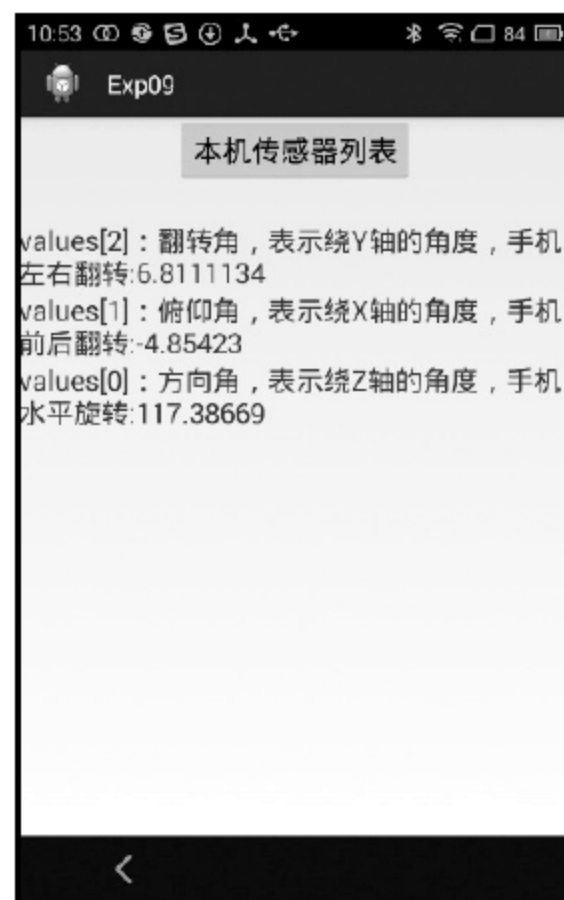 10:53
84
Exp09
本机传感器列表
values[2]：翻转角，表示绕Y轴的角度，手机
左右翻转:6.8111134
values[1]：俯仰角，表示绕X轴的角度，手机
前后翻转:-4.85423
values[0]：方向角，表示绕Z轴的角度，手机
水平旋转:117.38669